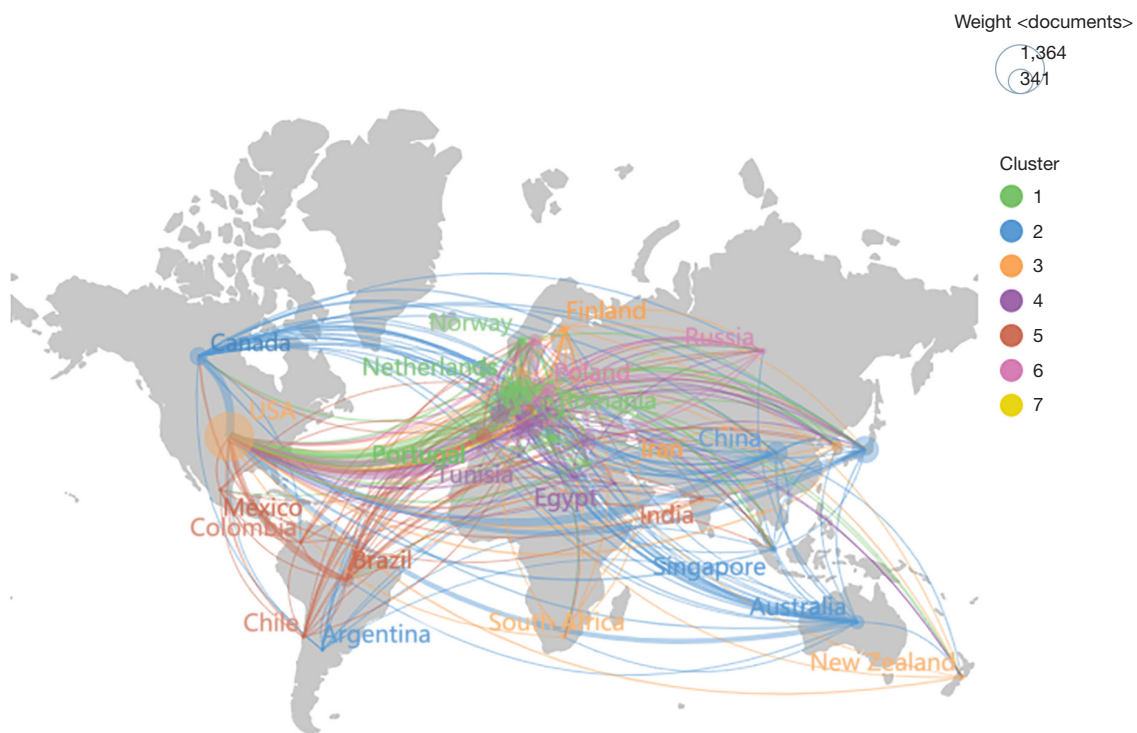 Weight <documents>
1,364
341
Cluster
1
2
3
4
5
6
7
Finland
Norway
Russia
Canada
Netherlands
Poland
Romania
USA
China
Iran
Portugal
Tunisia
Egypt
Mexico
India
Colombia
Brazil
Singapore
Australia
Chile
South Africa
Argentina
New Zealand